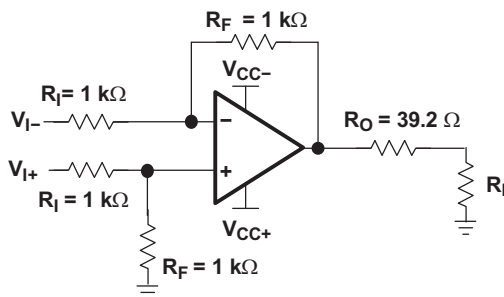 R_F = 1 kΩ
V_CC−
R_I = 1 kΩ
V_I−
−
R_O = 39.2 Ω
V_I+
+
R_I = 1 kΩ
V_CC+
R_F = 1 kΩ